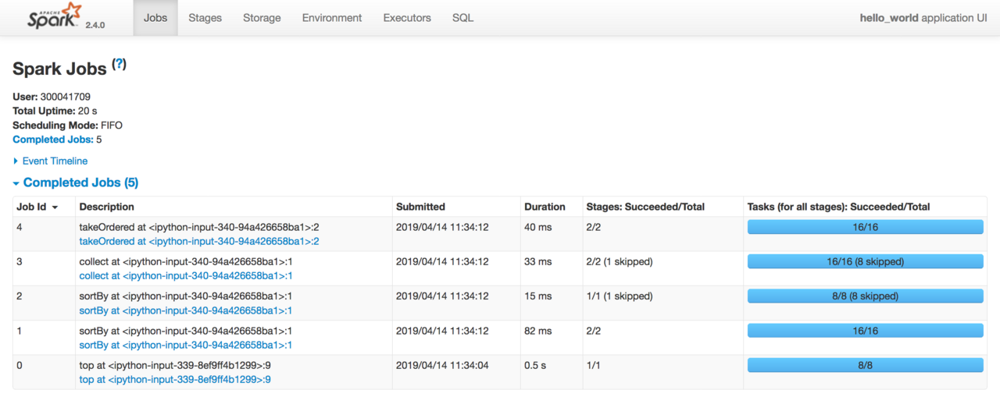 APACHE
Spark 2.4.0 Jobs Stages Storage Environment Executors SQL hello_world application UI
Spark Jobs (?)
User: 300041709
Total Uptime: 20 s
Scheduling Mode: FIFO
Completed Jobs: 5
Event Timeline
Completed Jobs (5)
Job Id Description Submitted Duration Stages: Succeeded/Total Tasks (for all stages): Succeeded/Total
4 takeOrdered at <ipython-input-340-94a426658ba1>:2 2019/04/14 11:34:12 40 ms 2/2 16/16
takeOrdered at <ipython-input-340-94a426658ba1>:2
3 collect at <ipython-input-340-94a426658ba1>:1 2019/04/14 11:34:12 33 ms 2/2 (1 skipped) 16/16 (8 skipped)
collect at <ipython-input-340-94a426658ba1>:1
2 sortBy at <ipython-input-340-94a426658ba1>:1 2019/04/14 11:34:12 15 ms 1/1 (1 skipped) 8/8 (8 skipped)
sortBy at <ipython-input-340-94a426658ba1>:1
1 sortBy at <ipython-input-340-94a426658ba1>:1 2019/04/14 11:34:12 82 ms 2/2 16/16
sortBy at <ipython-input-340-94a426658ba1>:1
0 top at <ipython-input-339-8ef9ff4b1299>:9 2019/04/14 11:34:04 0.5 s 1/1 8/8
top at <ipython-input-339-8ef9ff4b1299>:9